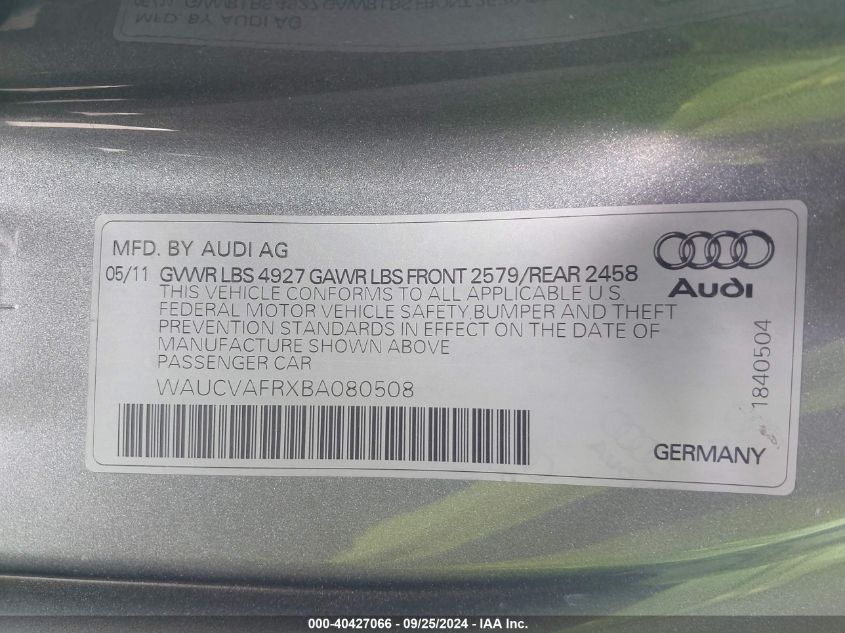 MFD. BY AUDI AG
05/11 GVWR LBS 4927 GAWR LBS FRONT 2579/REAR 2458
THIS VEHICLE CONFORMS TO ALL APPLICABLE U.S.
FEDERAL MOTOR VEHICLE SAFETY,BUMPER AND THEFT
PREVENTION STANDARDS IN EFFECT ON THE DATE OF
MANUFACTURE SHOWN ABOVE
PASSENGER CAR
WAUCVAFRXBA080508
Audi
1840504
GERMANY
000-40427066 - 09/25/2024 - IAA Inc.